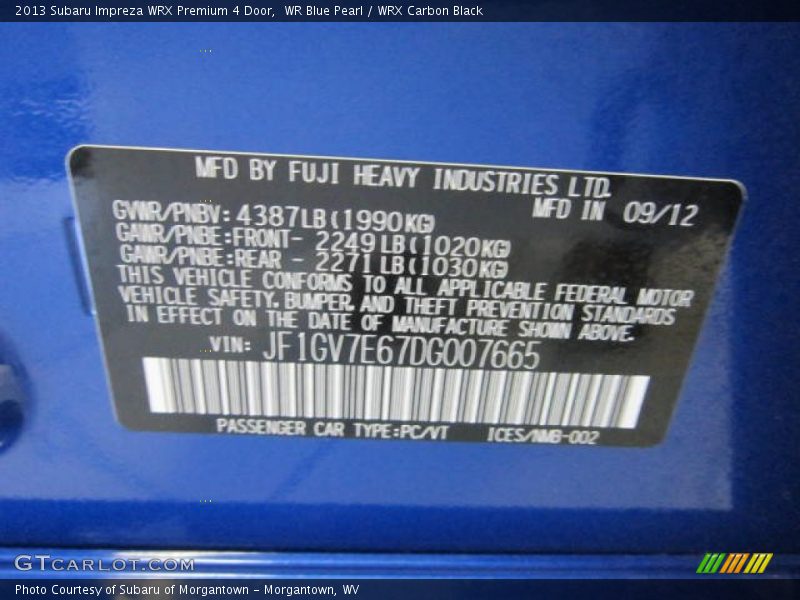 2013 Subaru Impreza WRX Premium 4 Door,  WR Blue Pearl / WRX Carbon Black
MFD BY FUJI HEAVY INDUSTRIES LTD.
MFD IN 09/12
GVWR/PNBV: 4387LB(1990KG)
GAWR/PNBE:FRONT- 2249LB(1020KG)
GAWR/PNBE:REAR - 2271LB(1030KG)
THIS VEHICLE CONFORMS TO ALL APPLICABLE FEDERAL MOTOR
VEHICLE SAFETY, BUMPER, AND THEFT PREVENTION STANDARDS
IN EFFECT ON THE DATE OF MANUFACTURE SHOWN ABOVE.
VIN: JF1GV7E67DG007665
PASSENGER CAR TYPE:PC/VT ICES/NMB-002
GTCARLOT.COM
Photo Courtesy of Subaru of Morgantown - Morgantown, WV